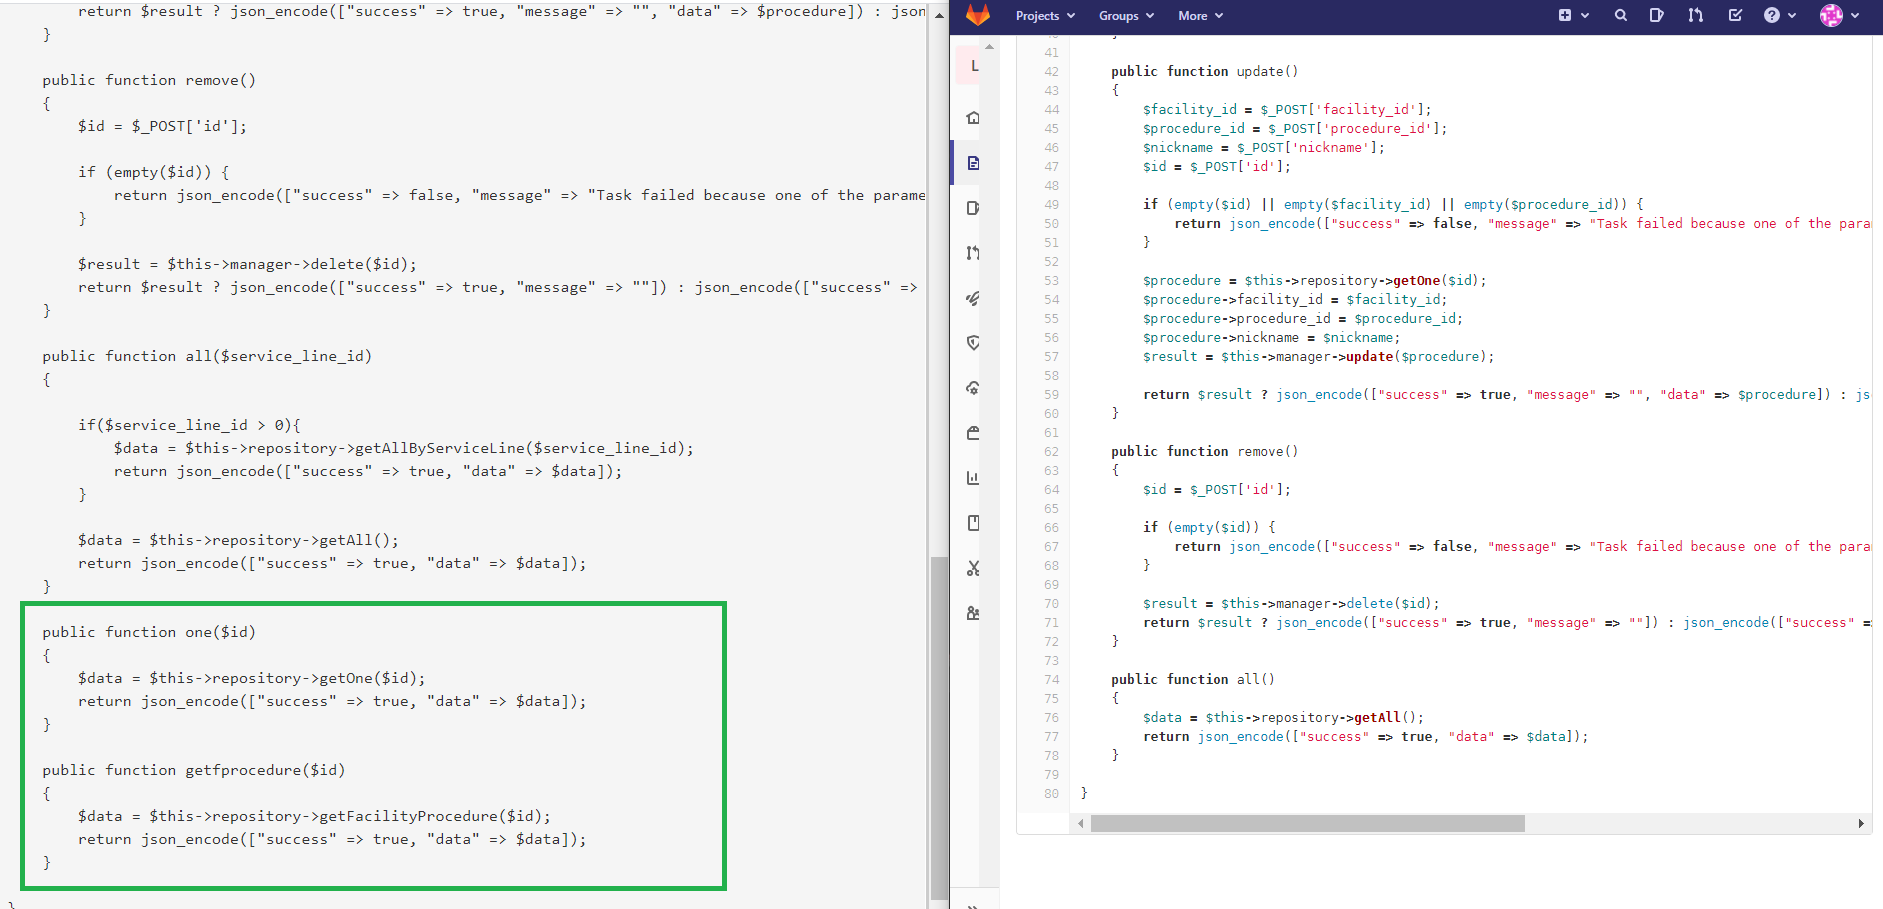 return $result ? json_encode(["success" => true, "message" => "", "data" => $procedure]) : json
}
public function remove()
{
$id = $_POST['id'];
if (empty($id)) {
return json_encode(["success" => false, "message" => "Task failed because one of the parame
}
$result = $this->manager->delete($id);
return $result ? json_encode(["success" => true, "message" => ""]) : json_encode(["success" =>
}
public function all($service_line_id)
{
if($service_line_id > 0){
$data = $this->repository->getAllByServiceLine($service_line_id);
return json_encode(["success" => true, "data" => $data]);
}
$data = $this->repository->getAll();
return json_encode(["success" => true, "data" => $data]);
}
public function one($id)
{
$data = $this->repository->getOne($id);
return json_encode(["success" => true, "data" => $data]);
}
public function getfprocedure($id)
{
$data = $this->repository->getFacilityProcedure($id);
return json_encode(["success" => true, "data" => $data]);
}
}
Projects Groups More
L
41
42 public function update()
43 {
44 $facility_id = $_POST['facility_id'];
45 $procedure_id = $_POST['procedure_id'];
46 $nickname = $_POST['nickname'];
47 $id = $_POST['id'];
48
49 if (empty($id) || empty($facility_id) || empty($procedure_id)) {
50 return json_encode(["success" => false, "message" => "Task failed because one of the para
51 }
52
53 $procedure = $this->repository->getOne($id);
54 $procedure->facility_id = $facility_id;
55 $procedure->procedure_id = $procedure_id;
56 $procedure->nickname = $nickname;
57 $result = $this->manager->update($procedure);
58
59 return $result ? json_encode(["success" => true, "message" => "", "data" => $procedure]) : js
60 }
61
62 public function remove()
63 {
64 $id = $_POST['id'];
65
66 if (empty($id)) {
67 return json_encode(["success" => false, "message" => "Task failed because one of the para
68 }
69
70 $result = $this->manager->delete($id);
71 return $result ? json_encode(["success" => true, "message" => ""]) : json_encode(["success" =
72 }
73
74 public function all()
75 {
76 $data = $this->repository->getAll();
77 return json_encode(["success" => true, "data" => $data]);
78 }
79
80 }